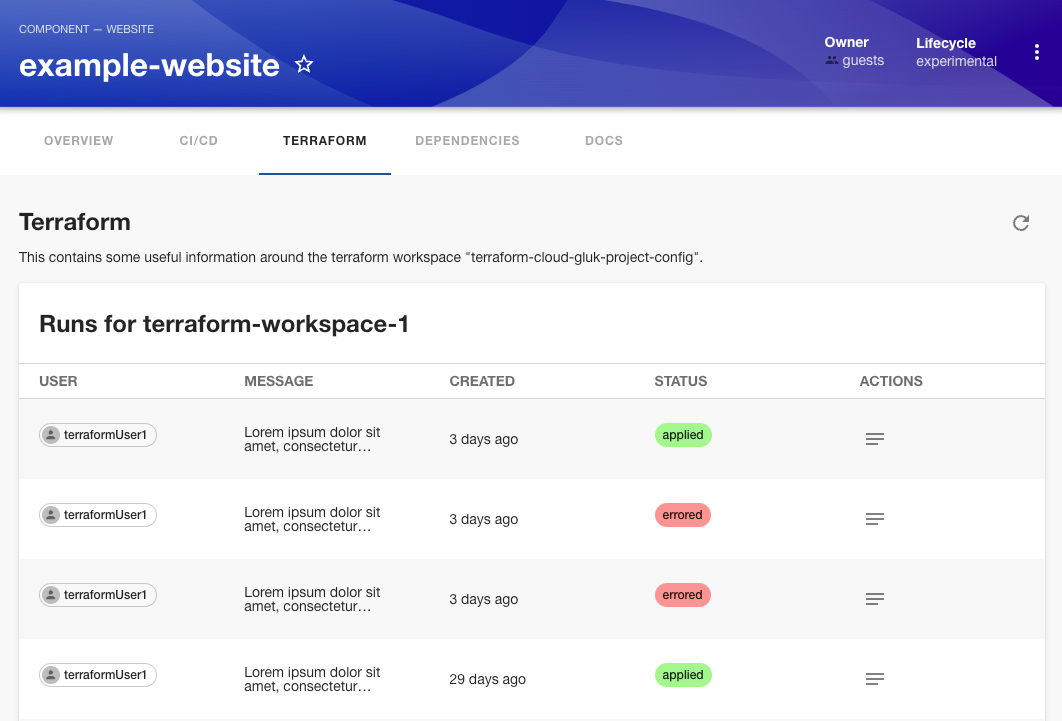 COMPONENT — WEBSITE
example-website
Owner
guests
Lifecycle
experimental
OVERVIEW
CI/CD
TERRAFORM
DEPENDENCIES
DOCS
Terraform
This contains some useful information around the terraform workspace "terraform-cloud-gluk-project-config".
Runs for terraform-workspace-1
USER MESSAGE CREATED STATUS ACTIONS
terraformUser1
Lorem ipsum dolor sit
amet, consectetur…
3 days ago
applied
terraformUser1
Lorem ipsum dolor sit
amet, consectetur…
3 days ago
errored
terraformUser1
Lorem ipsum dolor sit
amet, consectetur…
3 days ago
errored
terraformUser1
Lorem ipsum dolor sit
amet, consectetur…
29 days ago
applied